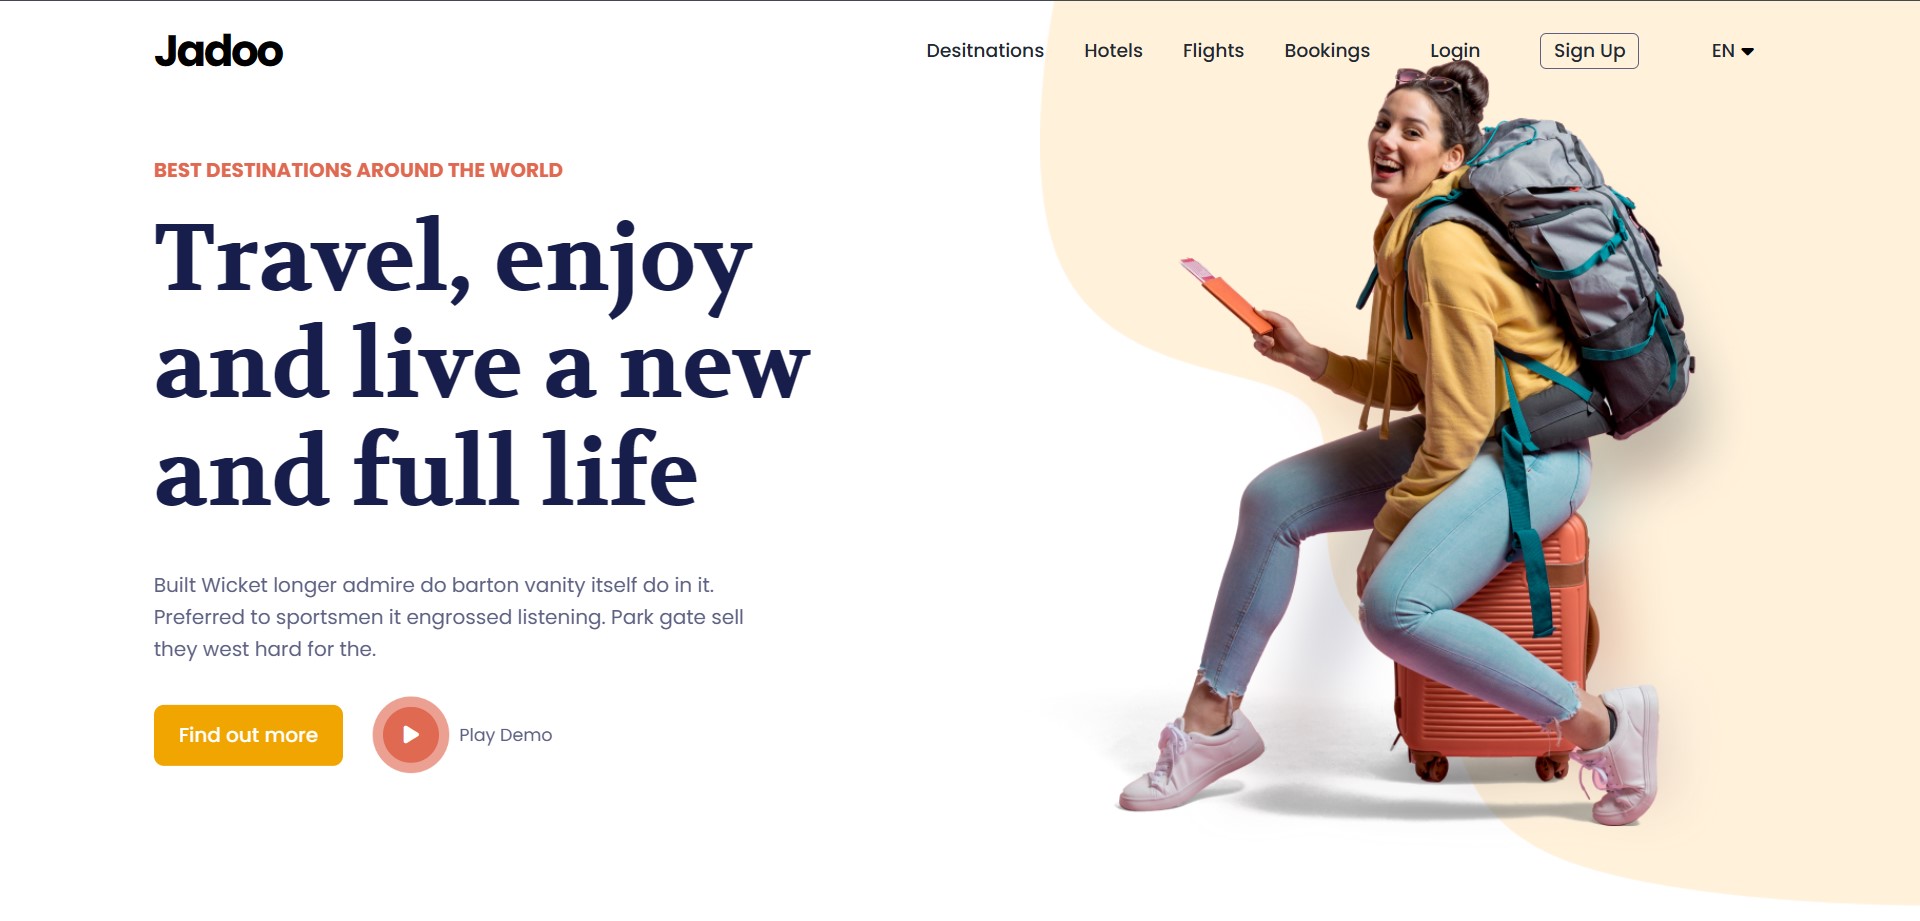 Jadoo
Desitnations Hotels Flights Bookings Login Sign Up EN
BEST DESTINATIONS AROUND THE WORLD
Travel, enjoy
and live a new
and full life
Built Wicket longer admire do barton vanity itself do in it.
Preferred to sportsmen it engrossed listening. Park gate sell
they west hard for the.
Find out more Play Demo